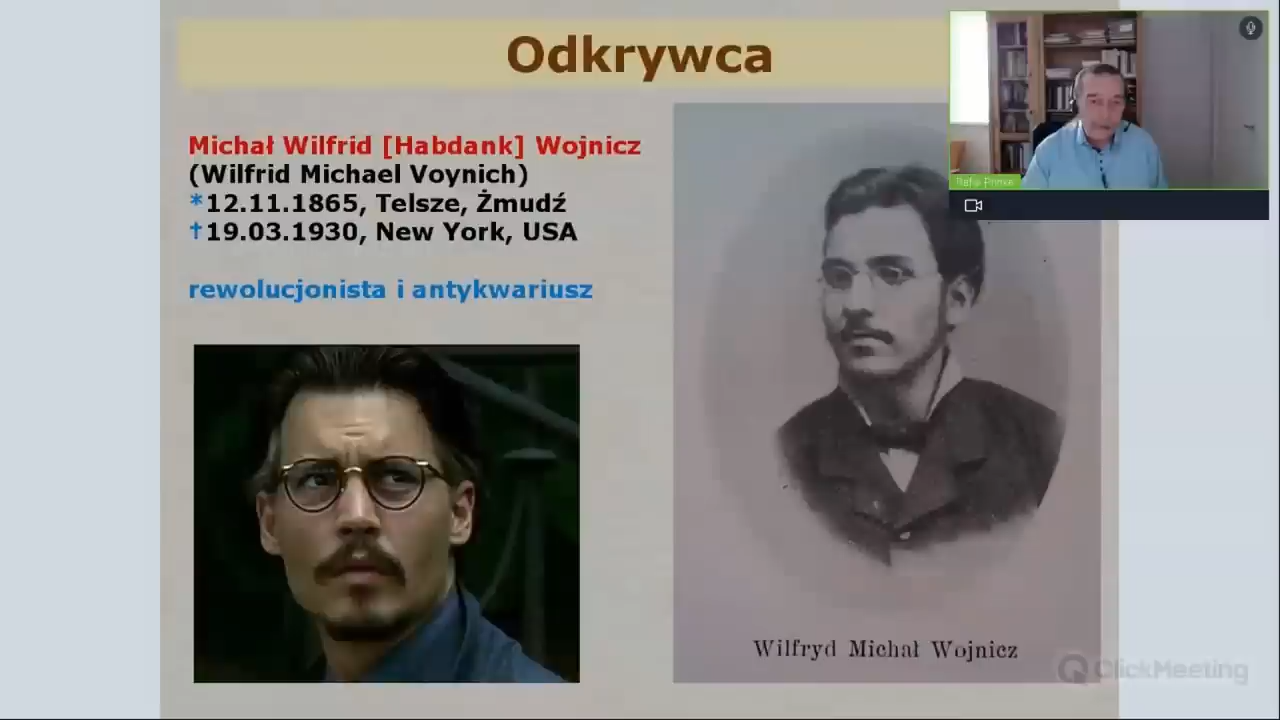 Odkrywca
Michał Wilfrid [Habdank] Wojnicz
(Wilfrid Michael Voynich)
*12.11.1865, Telsze, Żmudź
†19.03.1930, New York, USA
rewolucjonista i antykwariusz
Wilfryd Michał Wojnicz
ClickMeeting